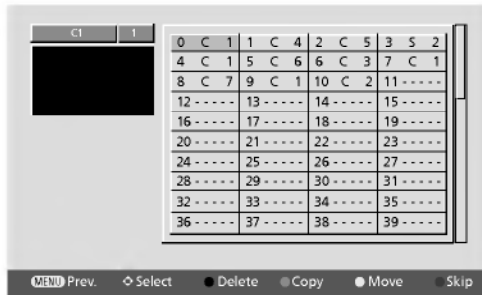 C1 1
0 C 1 1 C 4 2 C 5 3 S 2
4 C 1 5 C 6 6 C 3 7 C 1
8 C 7 9 C 1 10 C 2 11 - - - - -
12 - - - - - 13 - - - - - 14 - - - - - 15 - - - - -
16 - - - - - 17 - - - - - 18 - - - - - 19 - - - - -
20 - - - - - 21 - - - - - 22 - - - - - 23 - - - - -
24 - - - - - 25 - - - - - 26 - - - - - 27 - - - - -
28 - - - - - 29 - - - - - 30 - - - - - 31 - - - - -
32 - - - - - 33 - - - - - 34 - - - - - 35 - - - - -
36 - - - - - 37 - - - - - 38 - - - - - 39 - - - - -
MENU Prev. Select Delete Copy Move Skip